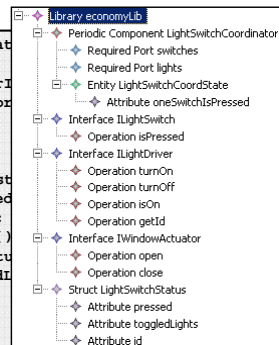 Library economyLib
Periodic Component LightSwitchCoordinator
Required Port switches
Required Port lights
Entity LightSwitchCoordState
Attribute oneSwitchIsPressed
Interface ILightSwitch
Operation isPressed
Interface ILightDriver
Operation turnOn
Operation turnOff
Operation isOn
Operation getId
Interface IWindowActuator
Operation open
Operation close
Struct LightSwitchStatus
Attribute pressed
Attribute toggledLights
Attribute id